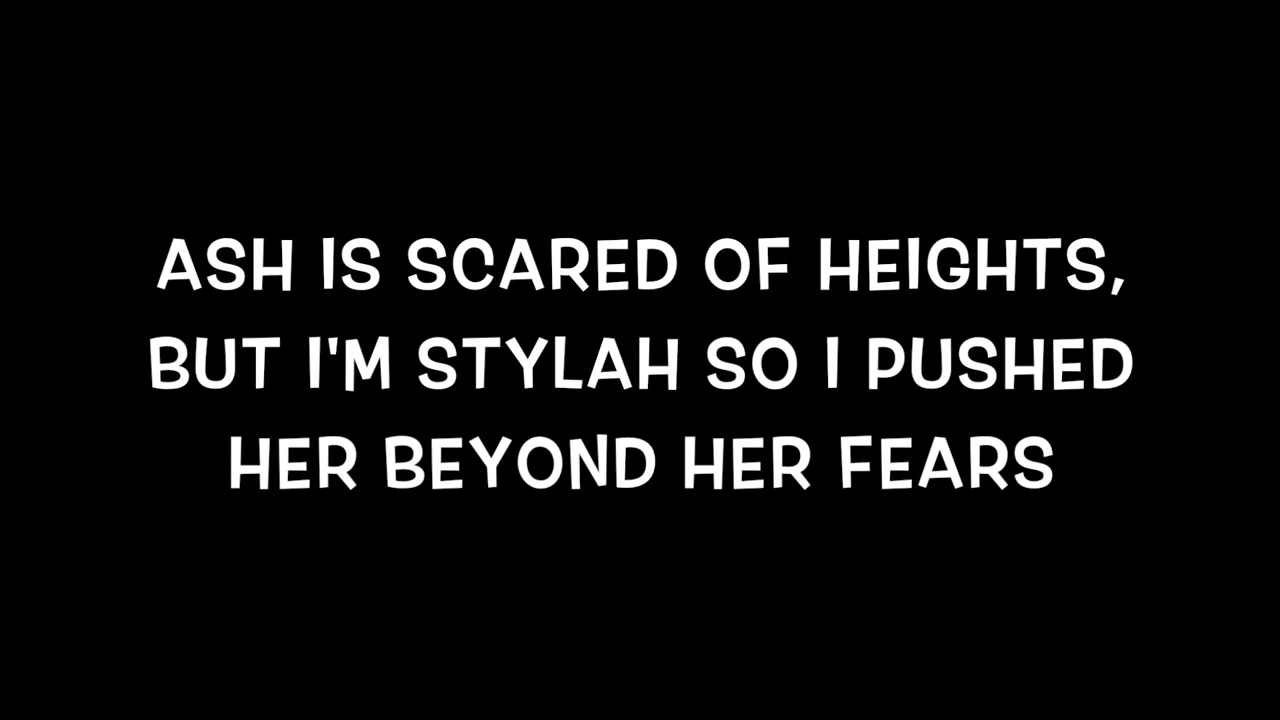 ASH IS SCARED OF HEIGHTS,
BUT I'M STYLAH SO I PUSHED
HER BEYOND HER FEARS